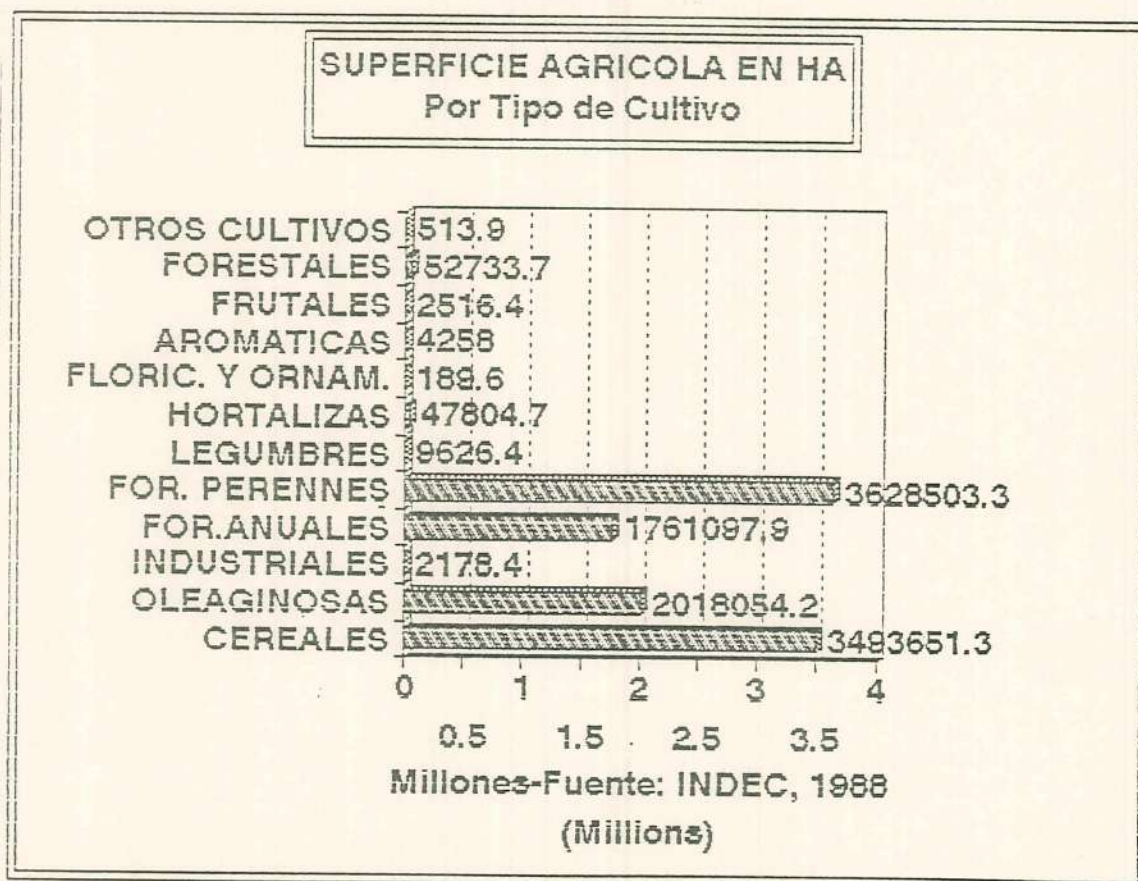 SUPERFICIE AGRICOLA EN HA
Por Tipo de Cultivo
OTROS CULTIVOS 513.9
FORESTALES 52733.7
FRUTALES 2516.4
AROMATICAS 4258
FLORIC. Y ORNAM. 189.6
HORTALIZAS 47804.7
LEGUMBRES 9626.4
FOR. PERENNES 3628503.3
FOR.ANUALES 1761097.9
INDUSTRIALES 2178.4
OLEAGINOSAS 2018054.2
CEREALES 3493651.3
0 1 2 3 4
0.5 1.5 2.5 3.5
Millones-Fuente: INDEC, 1988
(Millions)